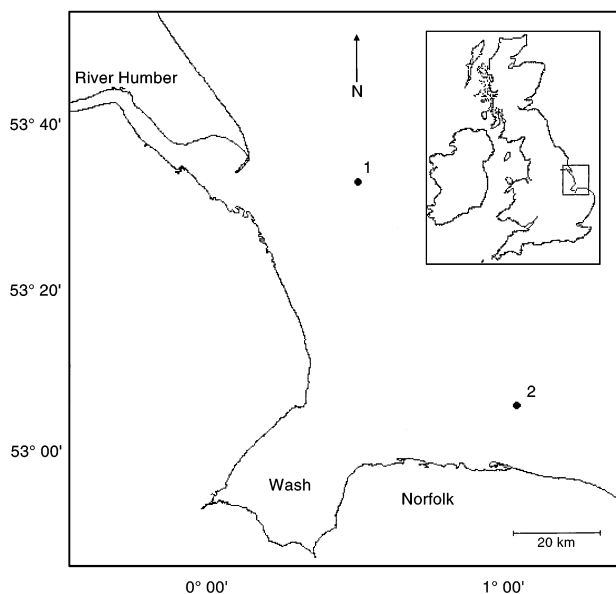 River Humber
N
53° 40'
1
53° 20'
2
53° 00'
Wash
Norfolk
20 km
0° 00'
1° 00'